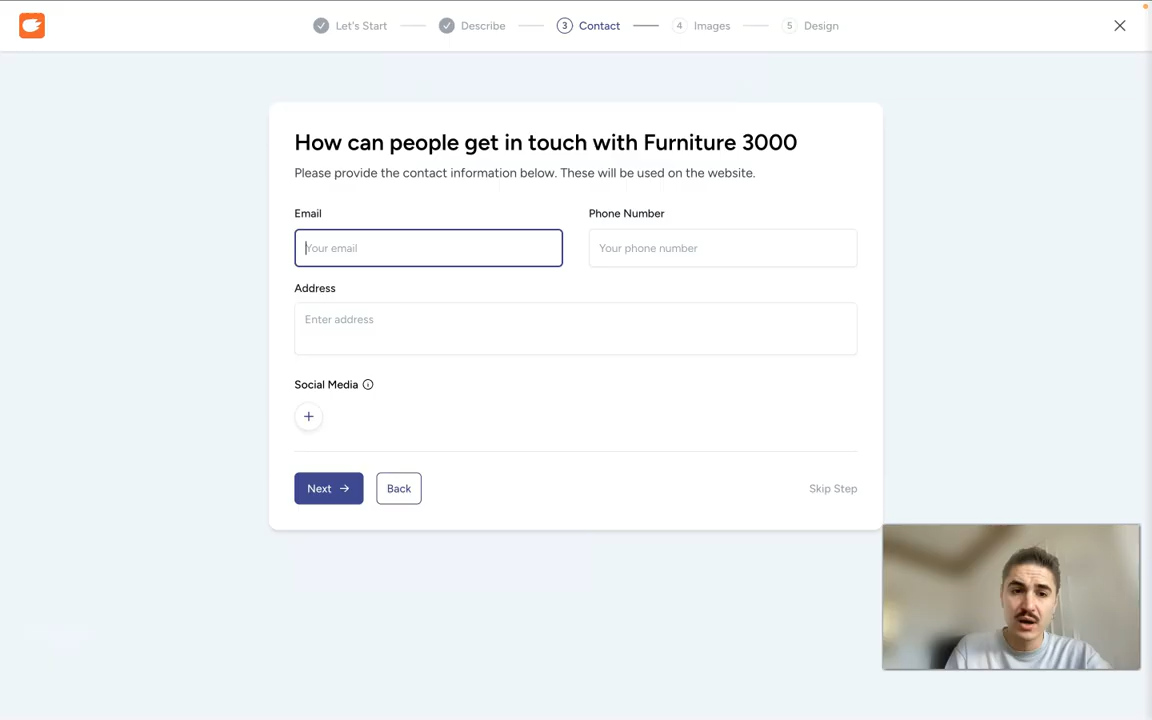 Let's Start
Describe
3 Contact
4 Images
5 Design
How can people get in touch with Furniture 3000
Please provide the contact information below. These will be used on the website.
Email
Phone Number
Your email
Your phone number
Address
Enter address
Social Media
Next
Back
Skip Step